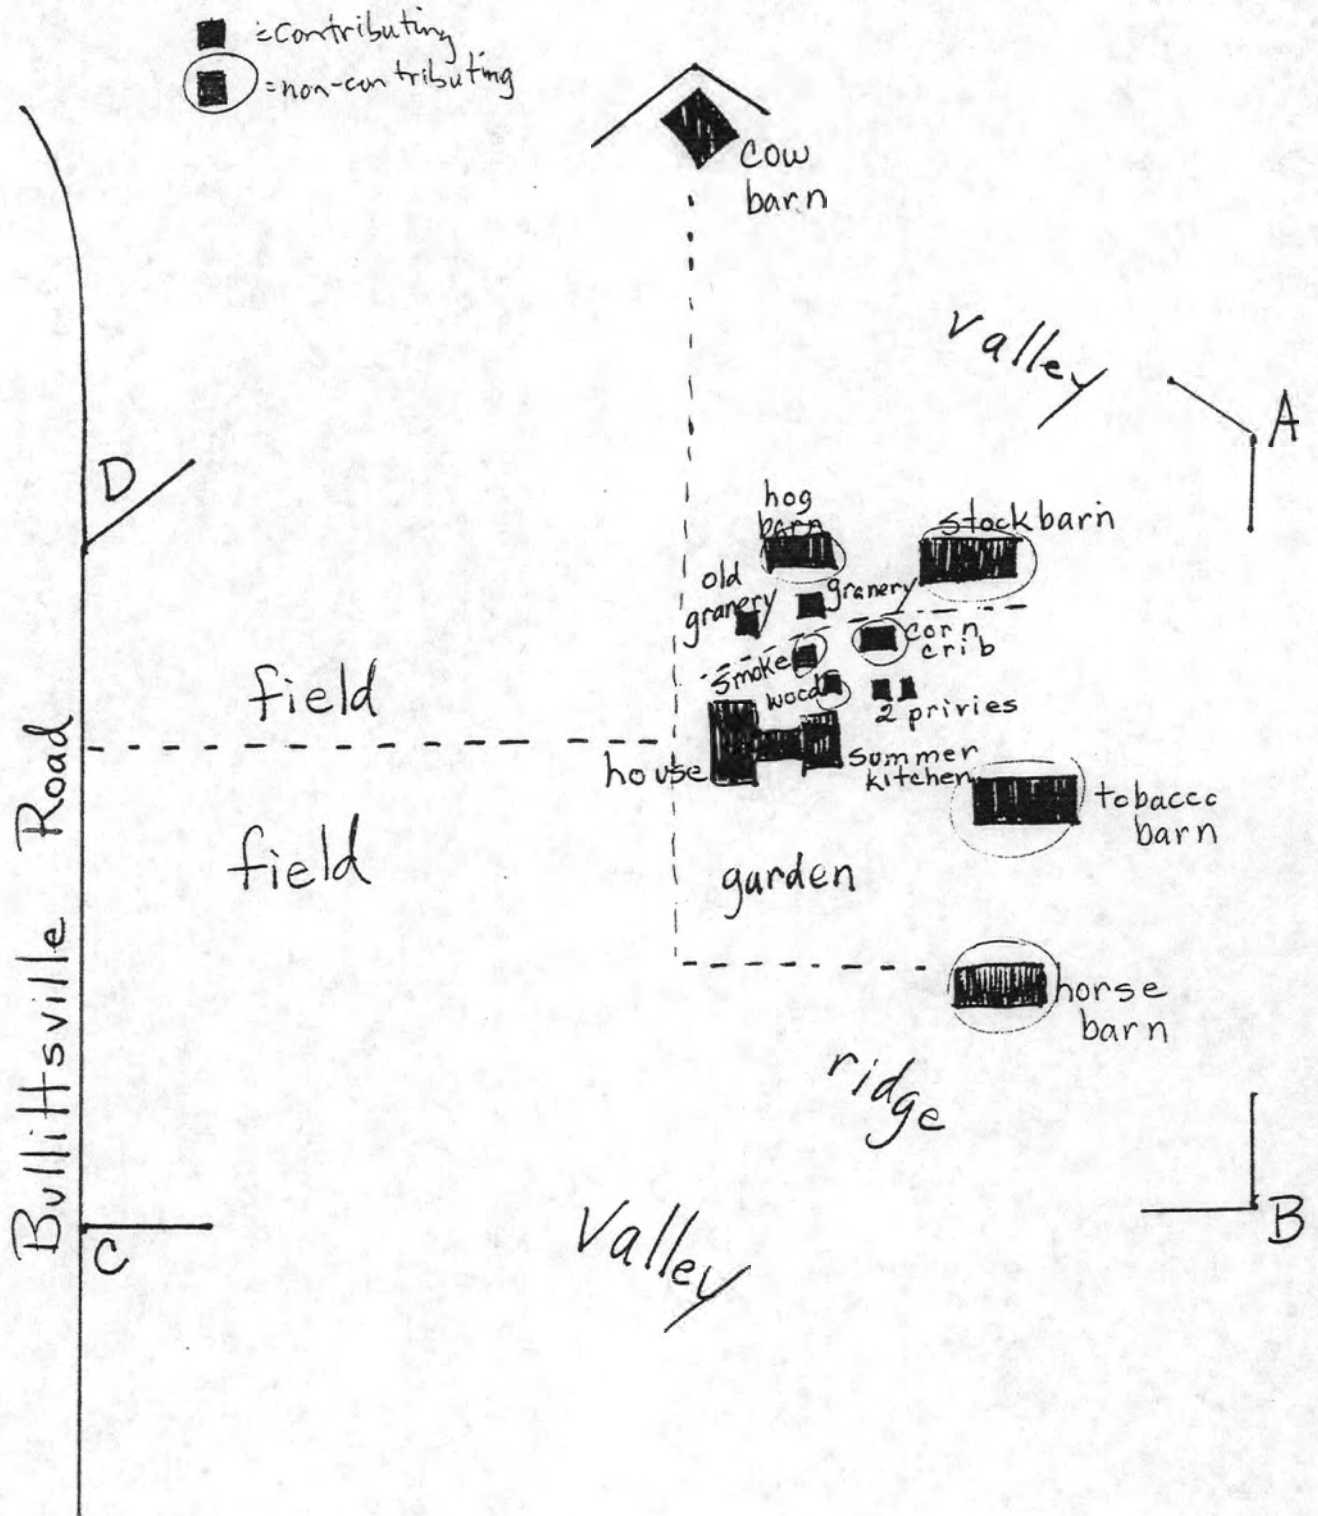 =contributing
=non-contributing
cow
barn
valley
A
D
hog
barn
stockbarn
old
granery
granery
corn
crib
smoke
wood
2 privies
field
house
summer
kitchen
tobacco
barn
field
garden
horse
barn
ridge
Bullittsville Road
C
Valley
B